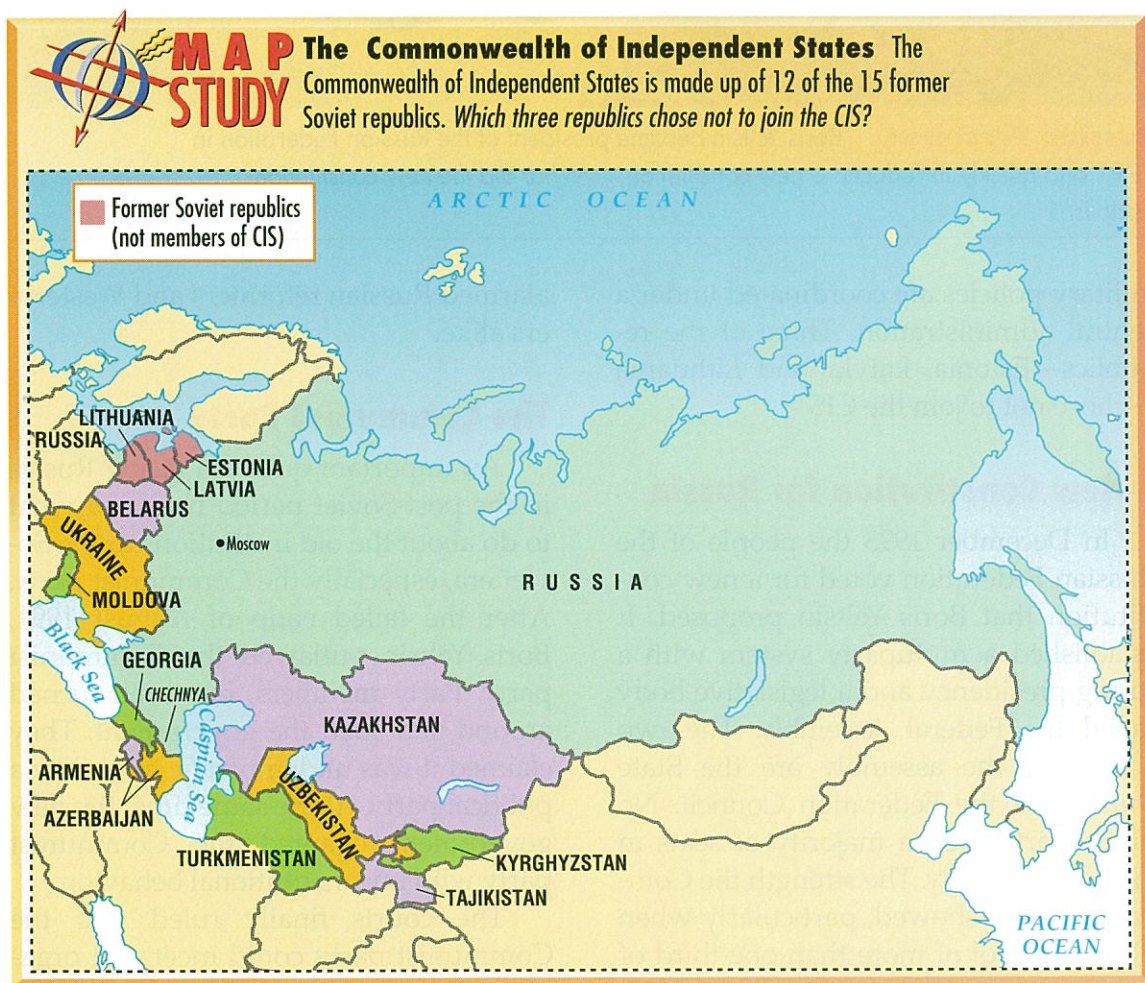 MAP STUDY
The Commonwealth of Independent States The
Commonwealth of Independent States is made up of 12 of the 15 former
Soviet republics. Which three republics chose not to join the CIS?
Former Soviet republics
(not members of CIS)
ARCTIC OCEAN
LITHUANIA
RUSSIA
ESTONIA
LATVIA
BELARUS
UKRAINE
Moscow
RUSSIA
MOLDOVA
Black Sea
GEORGIA
CHECHNYA
Caspian Sea
KAZAKHSTAN
ARMENIA
UZBEKISTAN
AZERBAIJAN
TURKMENISTAN
KYRGHYZSTAN
TAJIKISTAN
PACIFIC
OCEAN